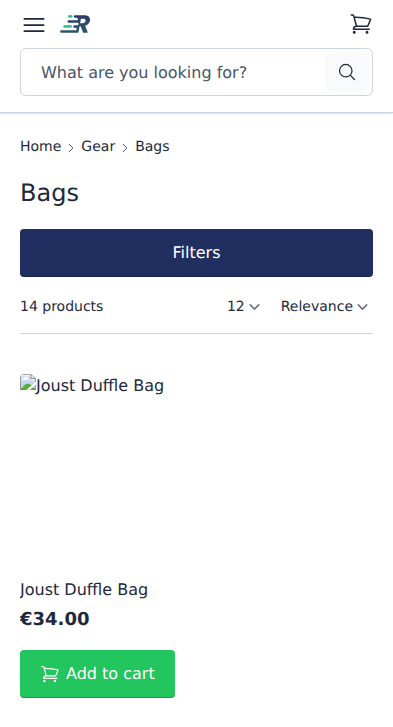 R
What are you looking for?
Home > Gear > Bags
Bags
Filters
14 products 12 Relevance
Joust Duffle Bag
Joust Duffle Bag
€34.00
Add to cart